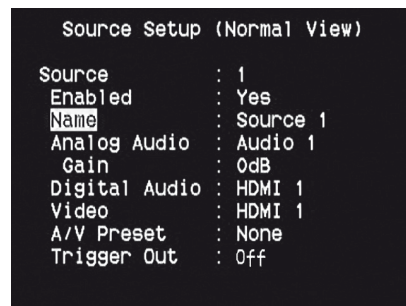 Source Setup (Normal View)
Source : 1
Enabled : Yes
Name : Source 1
Analog Audio : Audio 1
Gain : 0dB
Digital Audio : HDMI 1
Video : HDMI 1
A/V Preset : None
Trigger Out : Off